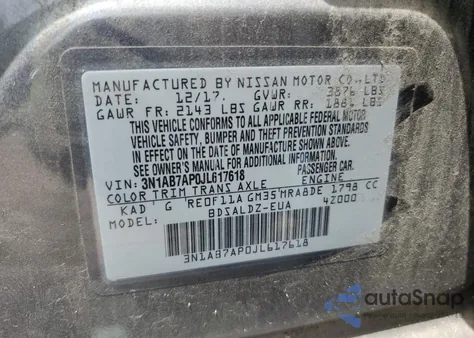 MANUFACTURED BY NISSAN MOTOR CO., LTD
DATE: 12/17. GVWR: 3876 LBS
GAWR FR: 2143 LBS GAWR RR: 1881 LBS
THIS VEHICLE CONFORMS TO ALL APPLICABLE FEDERAL MOTOR
VEHICLE SAFETY, BUMPER AND THEFT PREVENTION STANDARDS
IN EFFECT ON THE DATE OF MANUFACTURE SHOWN ABOVE.
SEE OWNER'S MANUAL FOR ADDITIONAL INFORMATION
VIN: 3N1AB7AP0JL617618 PASSENGER CAR
COLOR TRIM TRANS AXLE ENGINE
KAD G RE0F11A GM35 MRA8DE 1798 CC
MODEL: BDSALDZ-EUA 4Z000
3N1AB7AP0JL617618
autoSnap